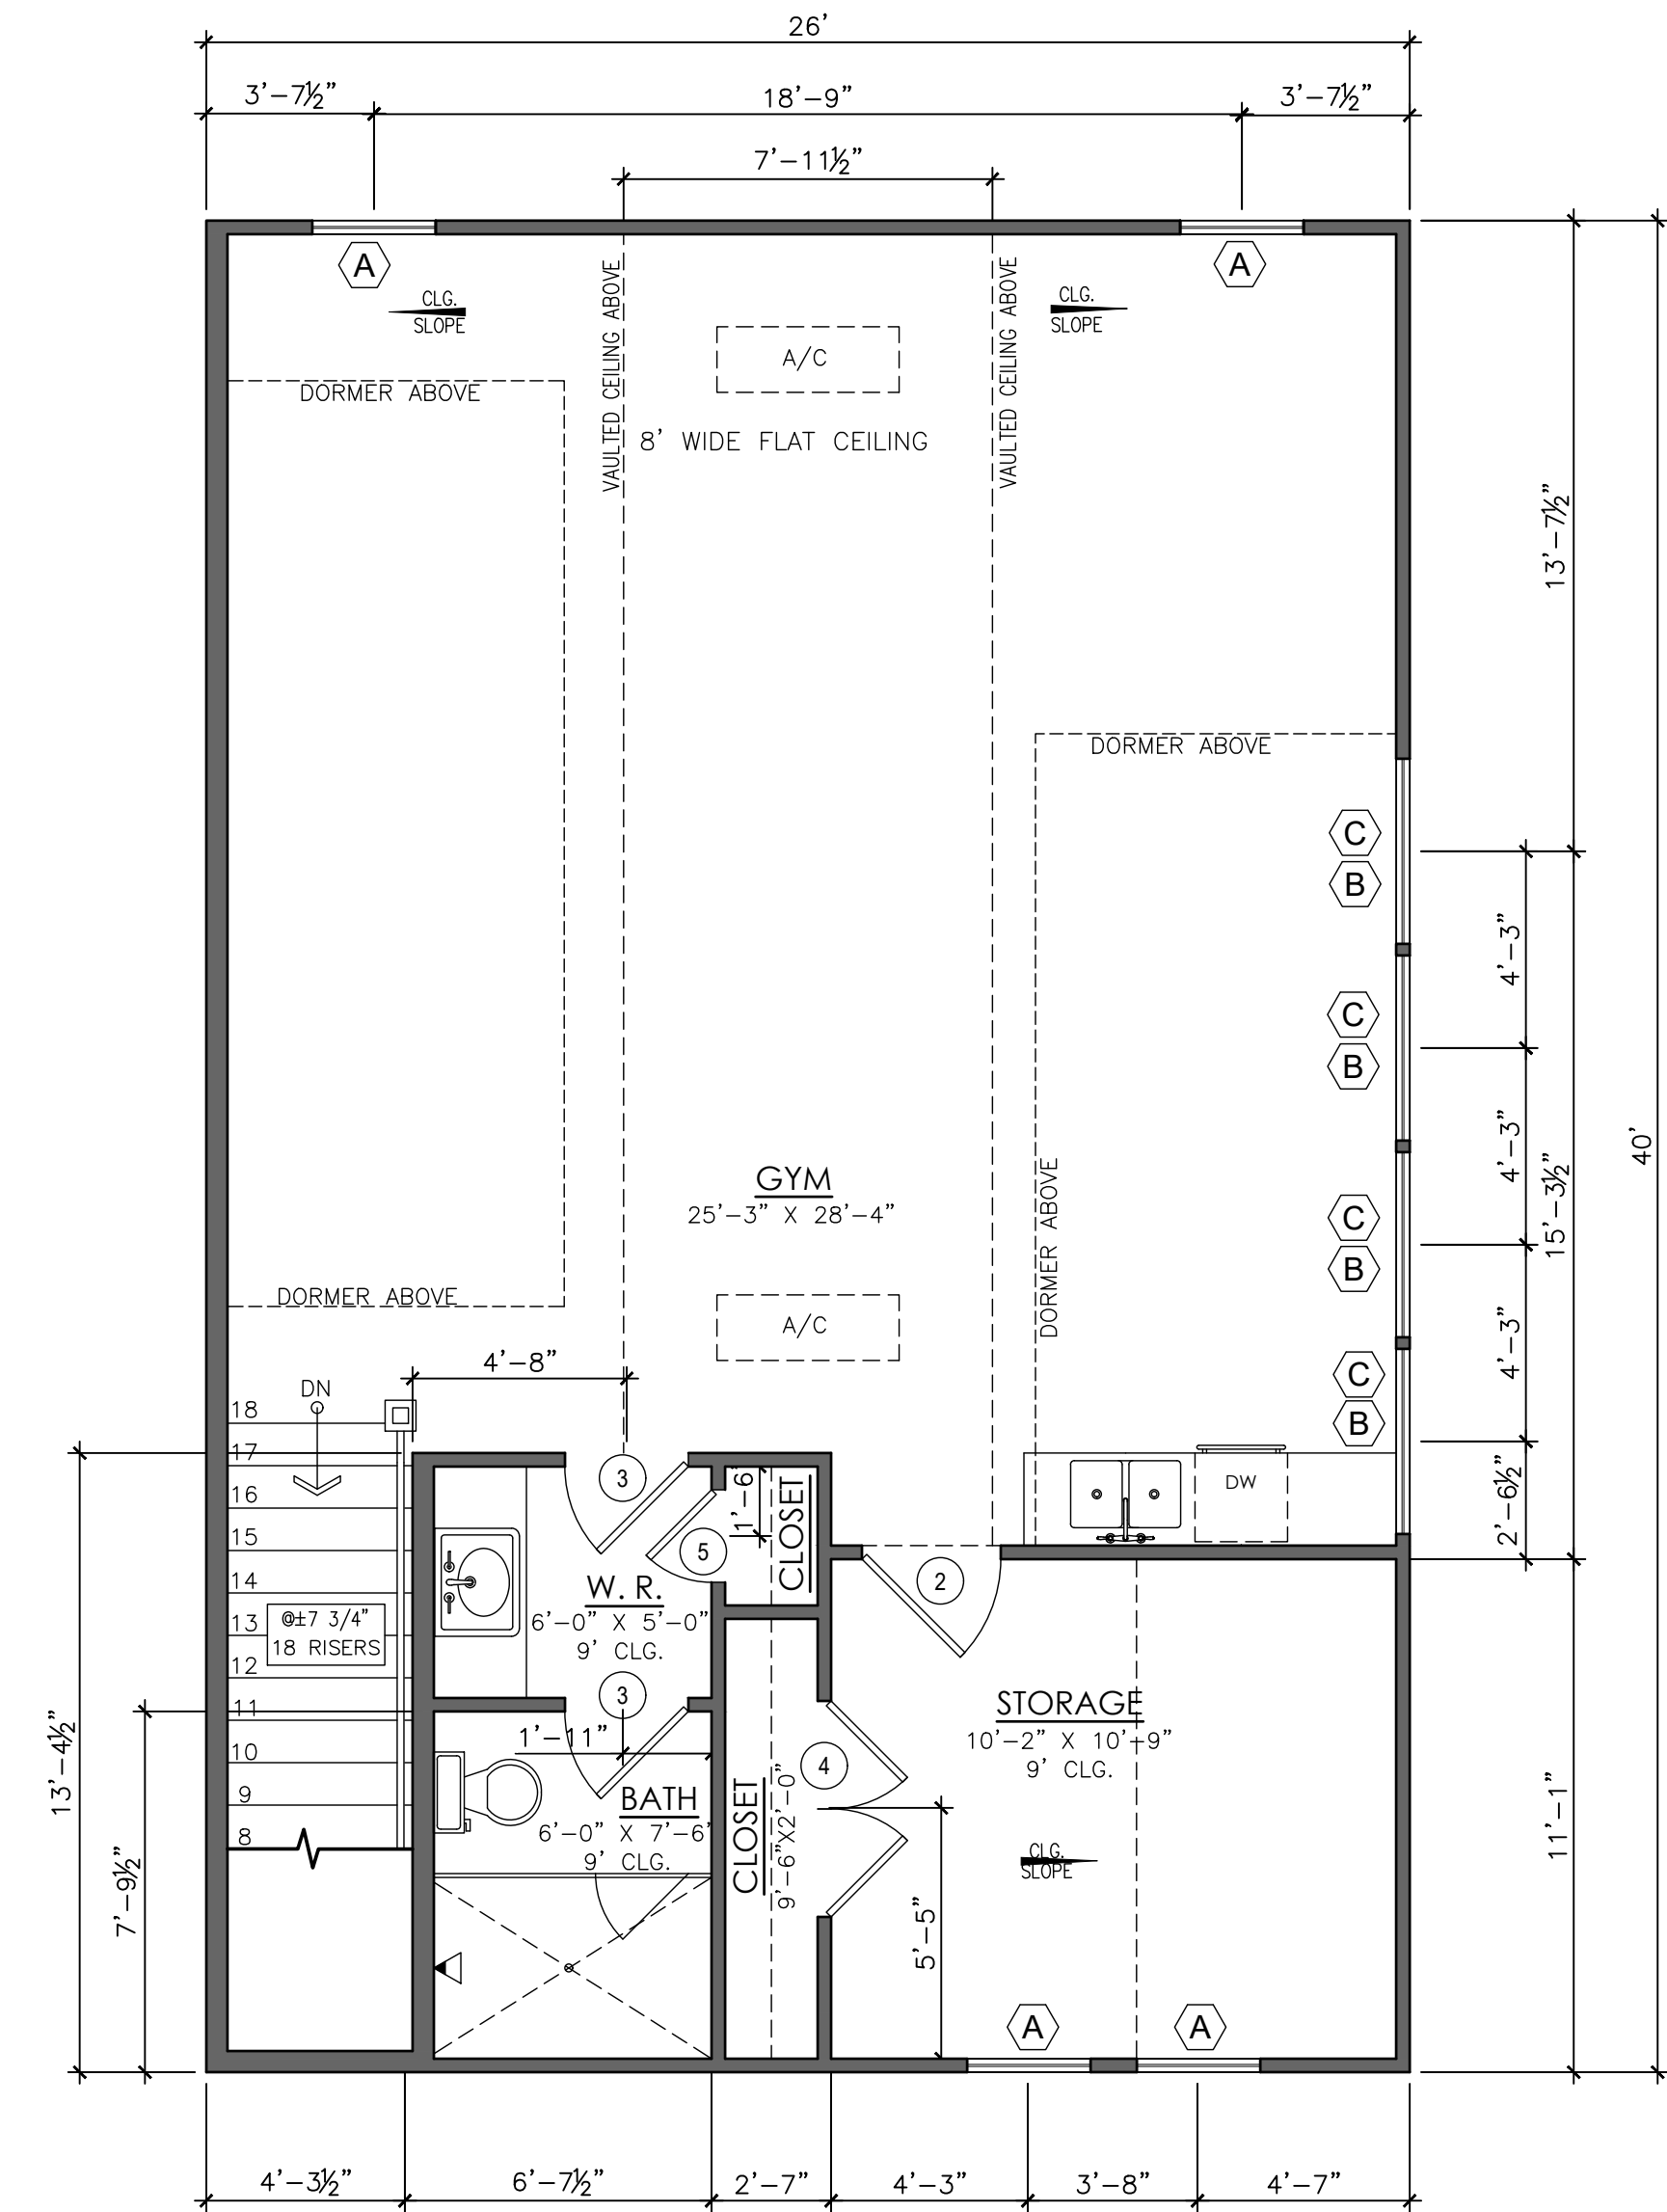 26'
3'-7½"
18'-9"
3'-7½"
7'-11½"
A
A
CLG.
SLOPE
CLG.
SLOPE
VAULTED CEILING ABOVE
VAULTED CEILING ABOVE
A/C
DORMER ABOVE
8' WIDE FLAT CEILING
13'-7½"
DORMER ABOVE
C
B
4'-3"
C
B
4'-3"
40'
15'-3½"
GYM
25'-3" X 28'-4"
DORMER ABOVE
C
B
DORMER ABOVE
A/C
4'-3"
4'-8"
C
B
DN
18
17
16
15
14
13
12
11
10
9
8
@±7 3/4"
18 RISERS
3
1'-6"
CLOSET
5
DW
2'-6½"
2
W. R.
6'-0" X 5'-0"
9' CLG.
3
1'-11"
STORAGE
10'-2" X 10'-9"
9' CLG.
4
13'-4½"
7'-9½"
BATH
6'-0" X 7'-6"
9' CLG.
CLOSET
9'-6"X2'-0"
CLG.
SLOPE
5'-5"
11'-1"
A
A
4'-3½"
6'-7½"
2'-7"
4'-3"
3'-8"
4'-7"